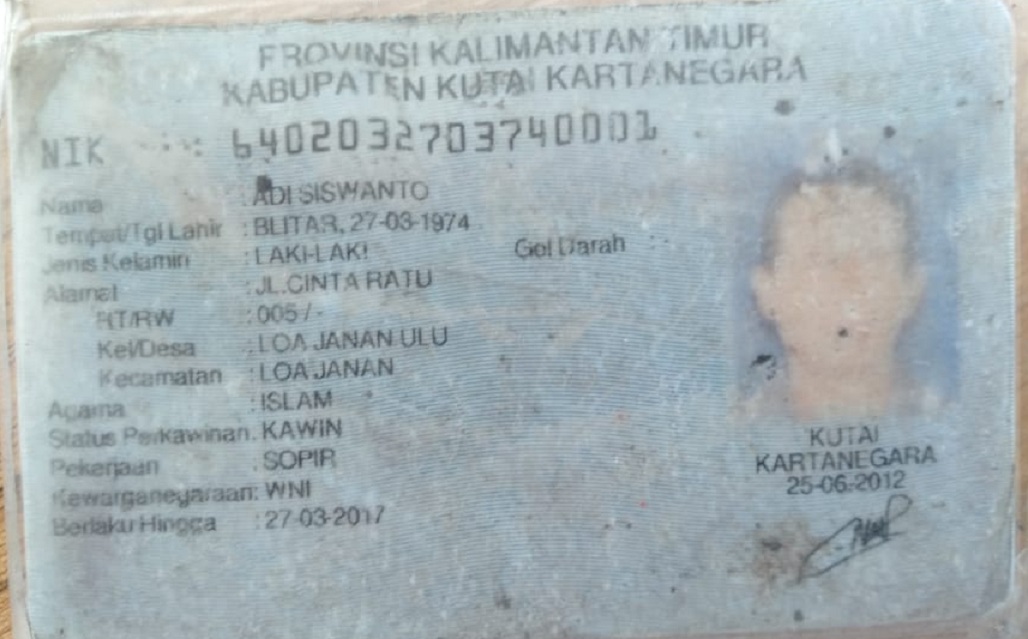 PROVINSI KALIMANTAN TIMUR
KABUPATEN KUTAI KARTANEGARA
NIK : 6402032703740001
Nama : ADI SISWANTO
Tempat/Tgl Lahir : BLITAR, 27-03-1974
Jenis Kelamin : LAKI-LAKI Gol Darah : -
Alamat : JL.CINTA RATU
RT/RW : 005 / -
Kel/Desa : LOA JANAN ULU
Kecamatan : LOA JANAN
Agama : ISLAM
Status Perkawinan: KAWIN
Pekerjaan : SOPIR
Kewarganegaraan: WNI
Berlaku Hingga : 27-03-2017
KUTAI
KARTANEGARA
25-06-2012